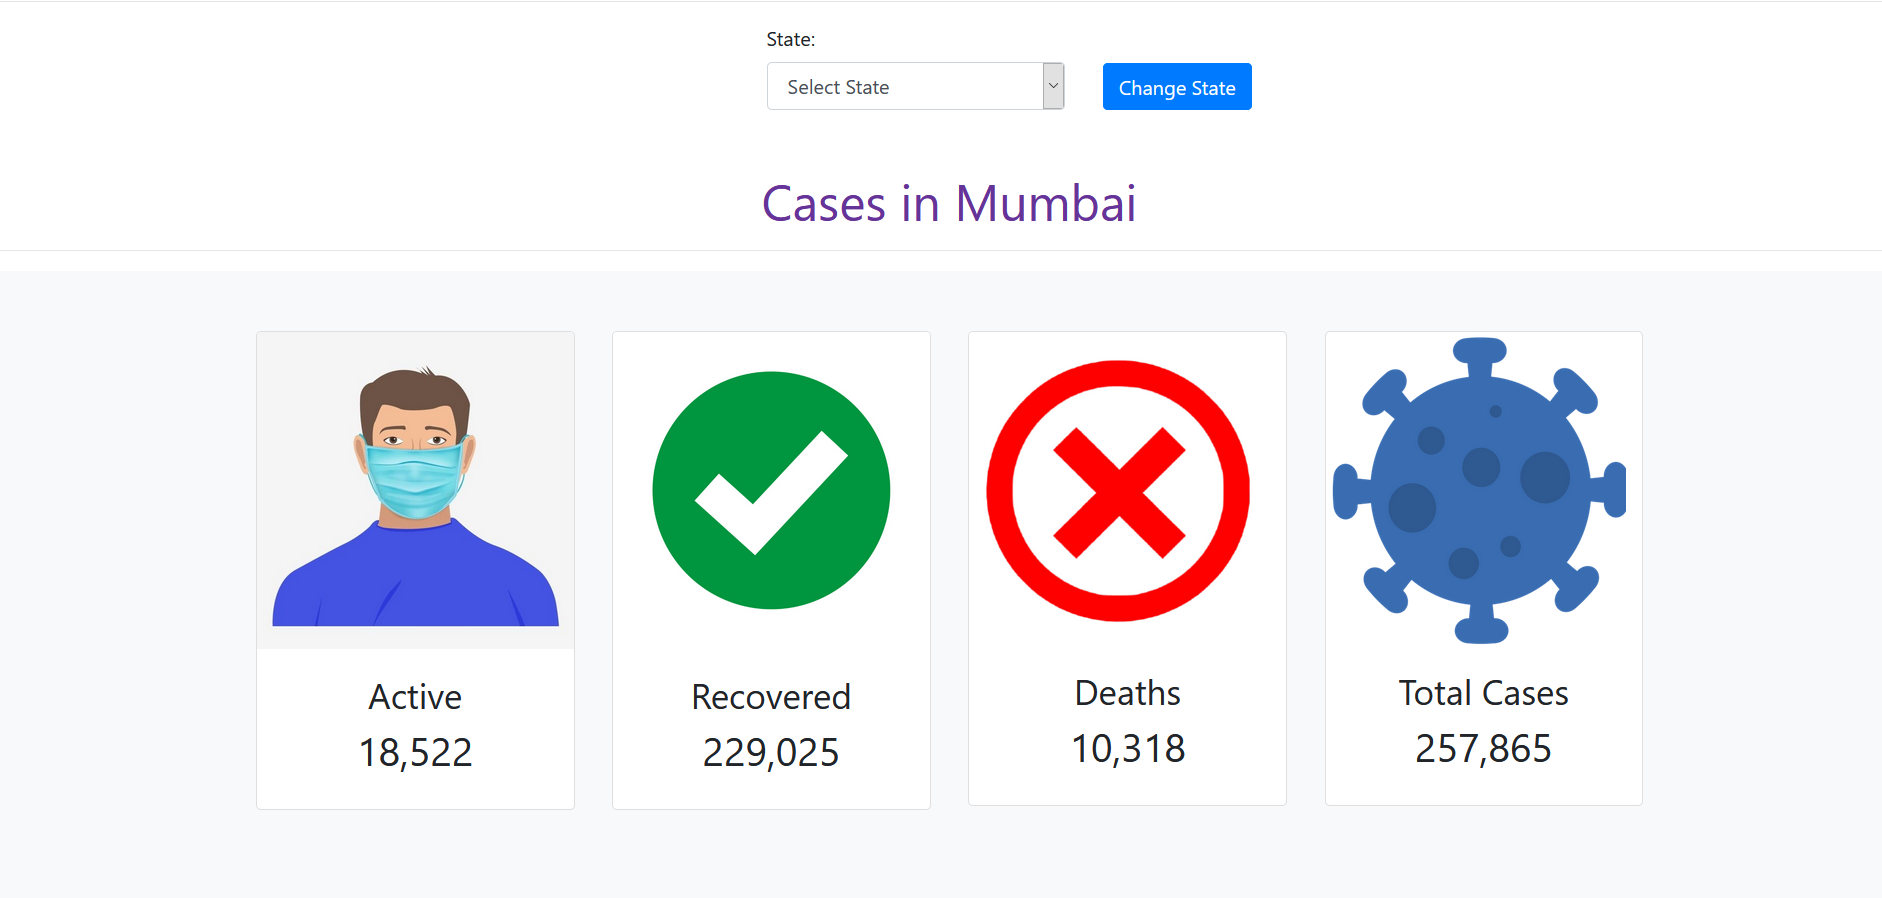 State:
Select State
Change State
Cases in Mumbai
Active
18,522
Recovered
229,025
Deaths
10,318
Total Cases
257,865